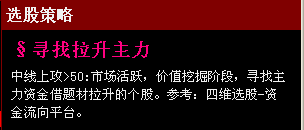 选股策略
§寻找拉升主力
中线上攻>50:市场活跃，价值挖掘阶段，寻找主
力资金借题材拉升的个股。参考：四维选股-资
金流向平台。